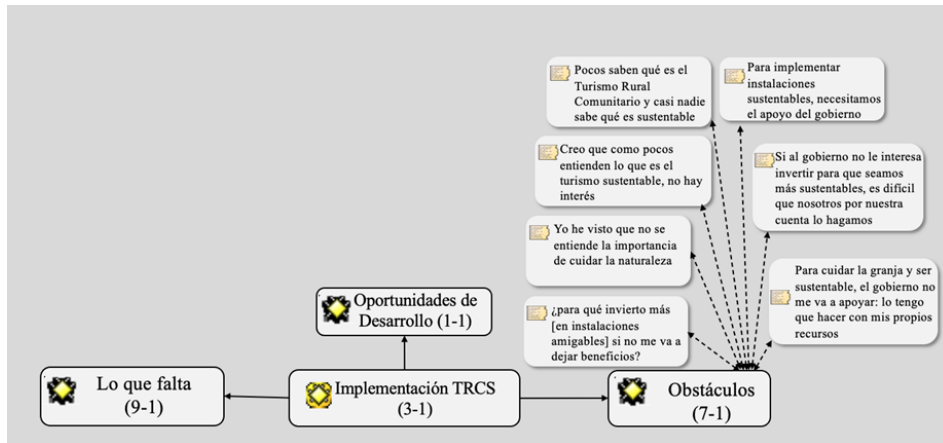 Pocos saben qué es el
Turismo Rural
Comunitario y casi nadie
sabe qué es sustentable
Para implementar
instalaciones
sustentables, necesitamos
el apoyo del gobierno
Creo que como pocos
entienden lo que es el
turismo sustentable, no hay
interés
Si al gobierno no le interesa
invertir para que seamos
más sustentables, es difícil
que nosotros por nuestra
cuenta lo hagamos
Yo he visto que no se
entiende la importancia
de cuidar la naturaleza
Para cuidar la granja y ser
sustentable, el gobierno no
me va a apoyar: lo tengo
que hacer con mis propios
recursos
¿para qué invierto más
[en instalaciones
amigables] si no me va a
dejar beneficios?
Oportunidades de
Desarrollo (1-1)
Lo que falta
(9-1)
Implementación TRCS
(3-1)
Obstáculos
(7-1)